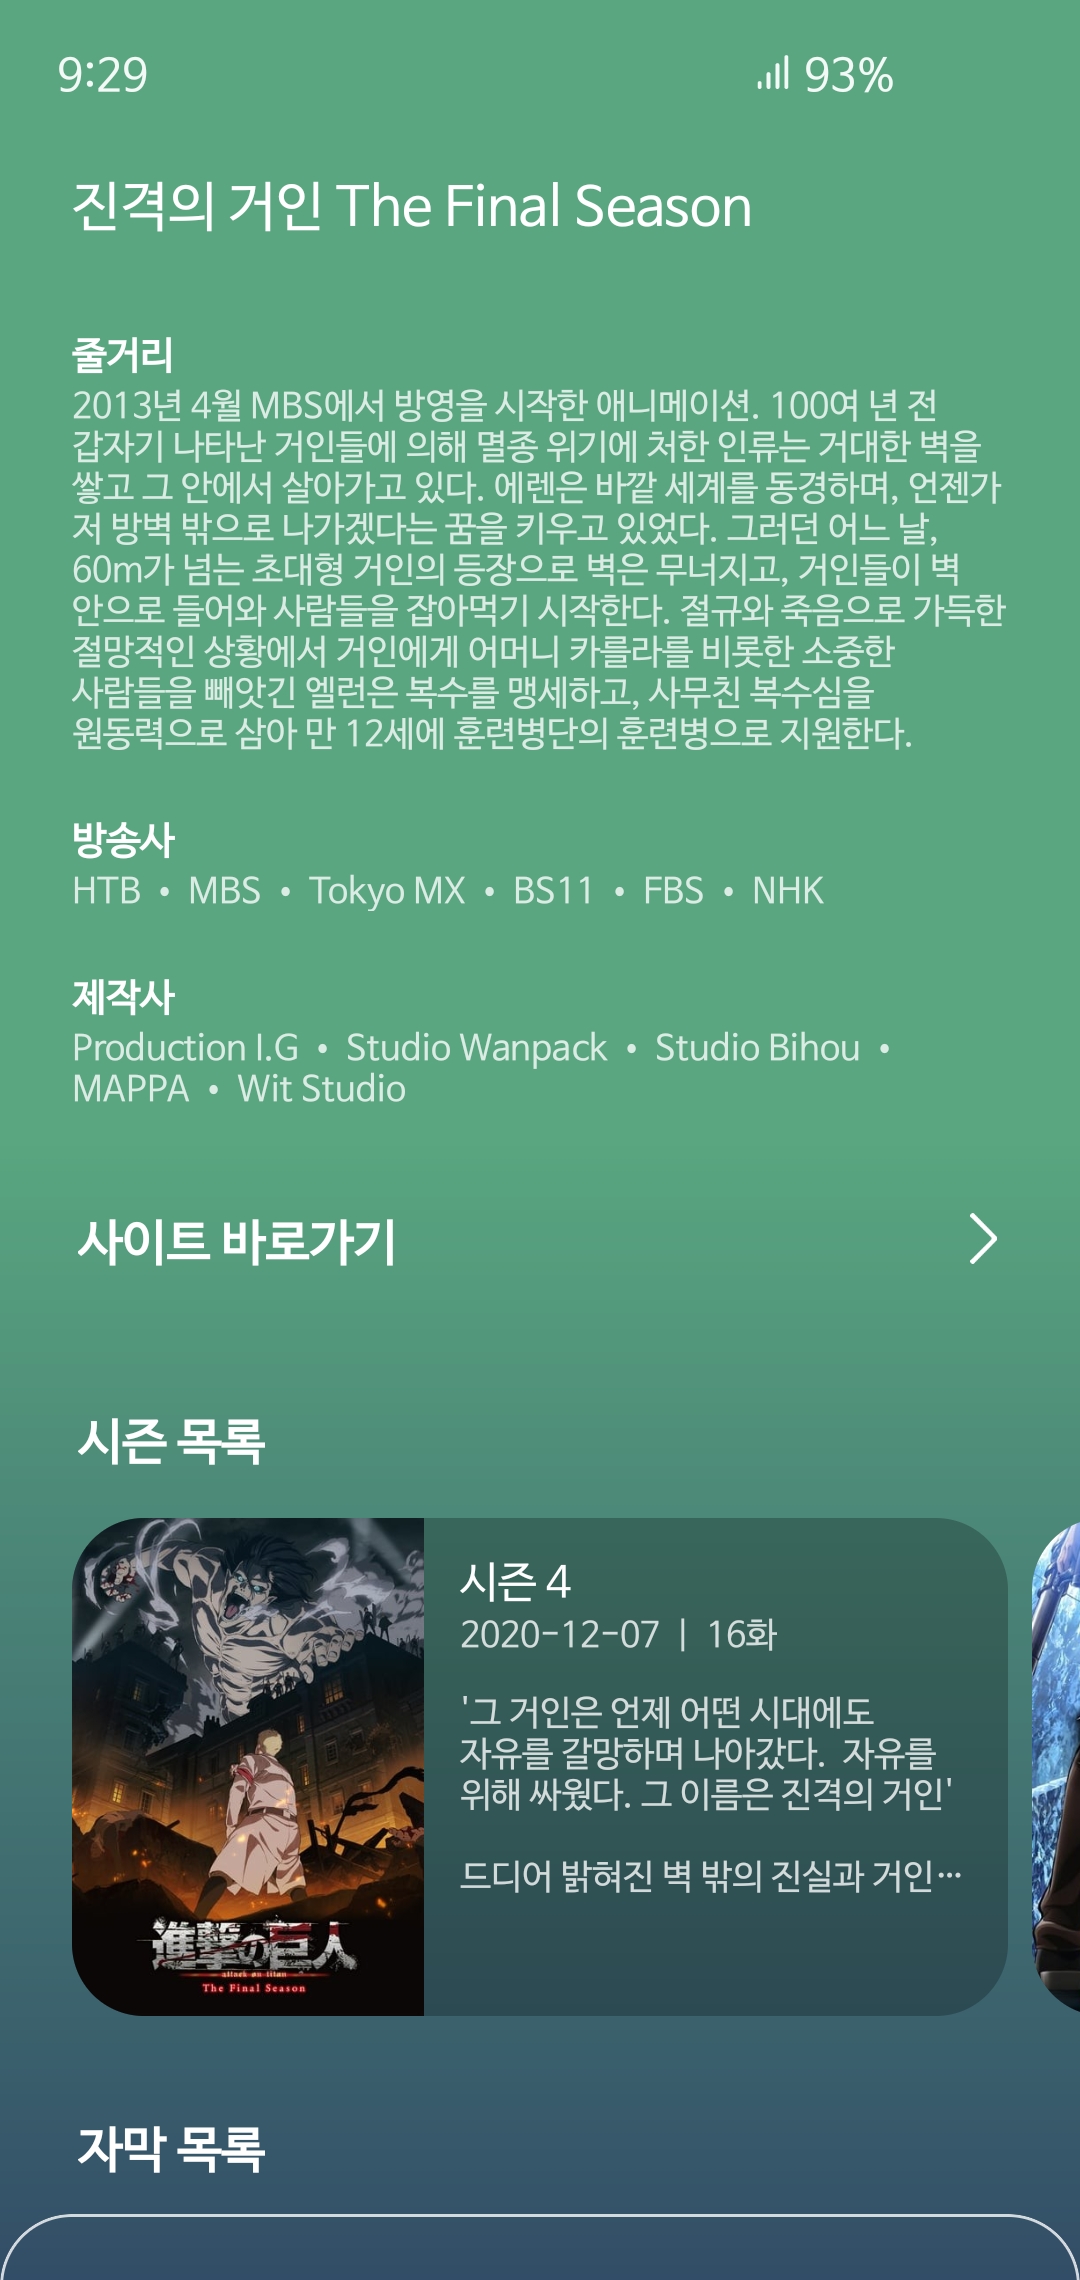 9:29
93%
진격의 거인 The Final Season
줄거리
2013년 4월 MBS에서 방영을 시작한 애니메이션. 100여 년 전
갑자기 나타난 거인들에 의해 멸종 위기에 처한 인류는 거대한 벽을
쌓고 그 안에서 살아가고 있다. 에렌은 바깥 세계를 동경하며, 언젠가
저 방벽 밖으로 나가겠다는 꿈을 키우고 있었다. 그러던 어느 날,
60m가 넘는 초대형 거인의 등장으로 벽은 무너지고, 거인들이 벽
안으로 들어와 사람들을 잡아먹기 시작한다. 절규와 죽음으로 가득한
절망적인 상황에서 거인에게 어머니 카를라를 비롯한 소중한
사람들을 빼앗긴 엘런은 복수를 맹세하고, 사무친 복수심을
원동력으로 삼아 만 12세에 훈련병단의 훈련병으로 지원한다.
방송사
HTB • MBS • Tokyo MX • BS11 • FBS • NHK
제작사
Production I.G • Studio Wanpack • Studio Bihou •
MAPPA • Wit Studio
사이트 바로가기
시즌 목록
시즌 4
2020-12-07 | 16화
'그 거인은 언제 어떤 시대에도
자유를 갈망하며 나아갔다. 자유를
위해 싸웠다. 그 이름은 진격의 거인'
드디어 밝혀진 벽 밖의 진실과 거인…
進撃の巨人
attack on titan
The Final Season
자막 목록